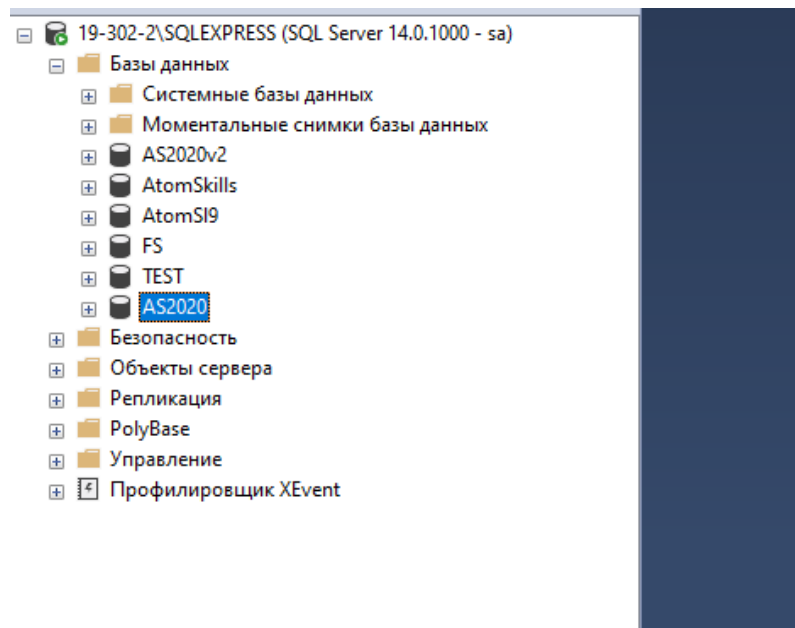 19-302-2\SQLEXPRESS (SQL Server 14.0.1000 - sa)
Базы данных
Системные базы данных
Моментальные снимки базы данных
AS2020v2
AtomSkills
AtomSl9
FS
TEST
AS2020
Безопасность
Объекты сервера
Репликация
PolyBase
Управление
Профилировщик XEvent